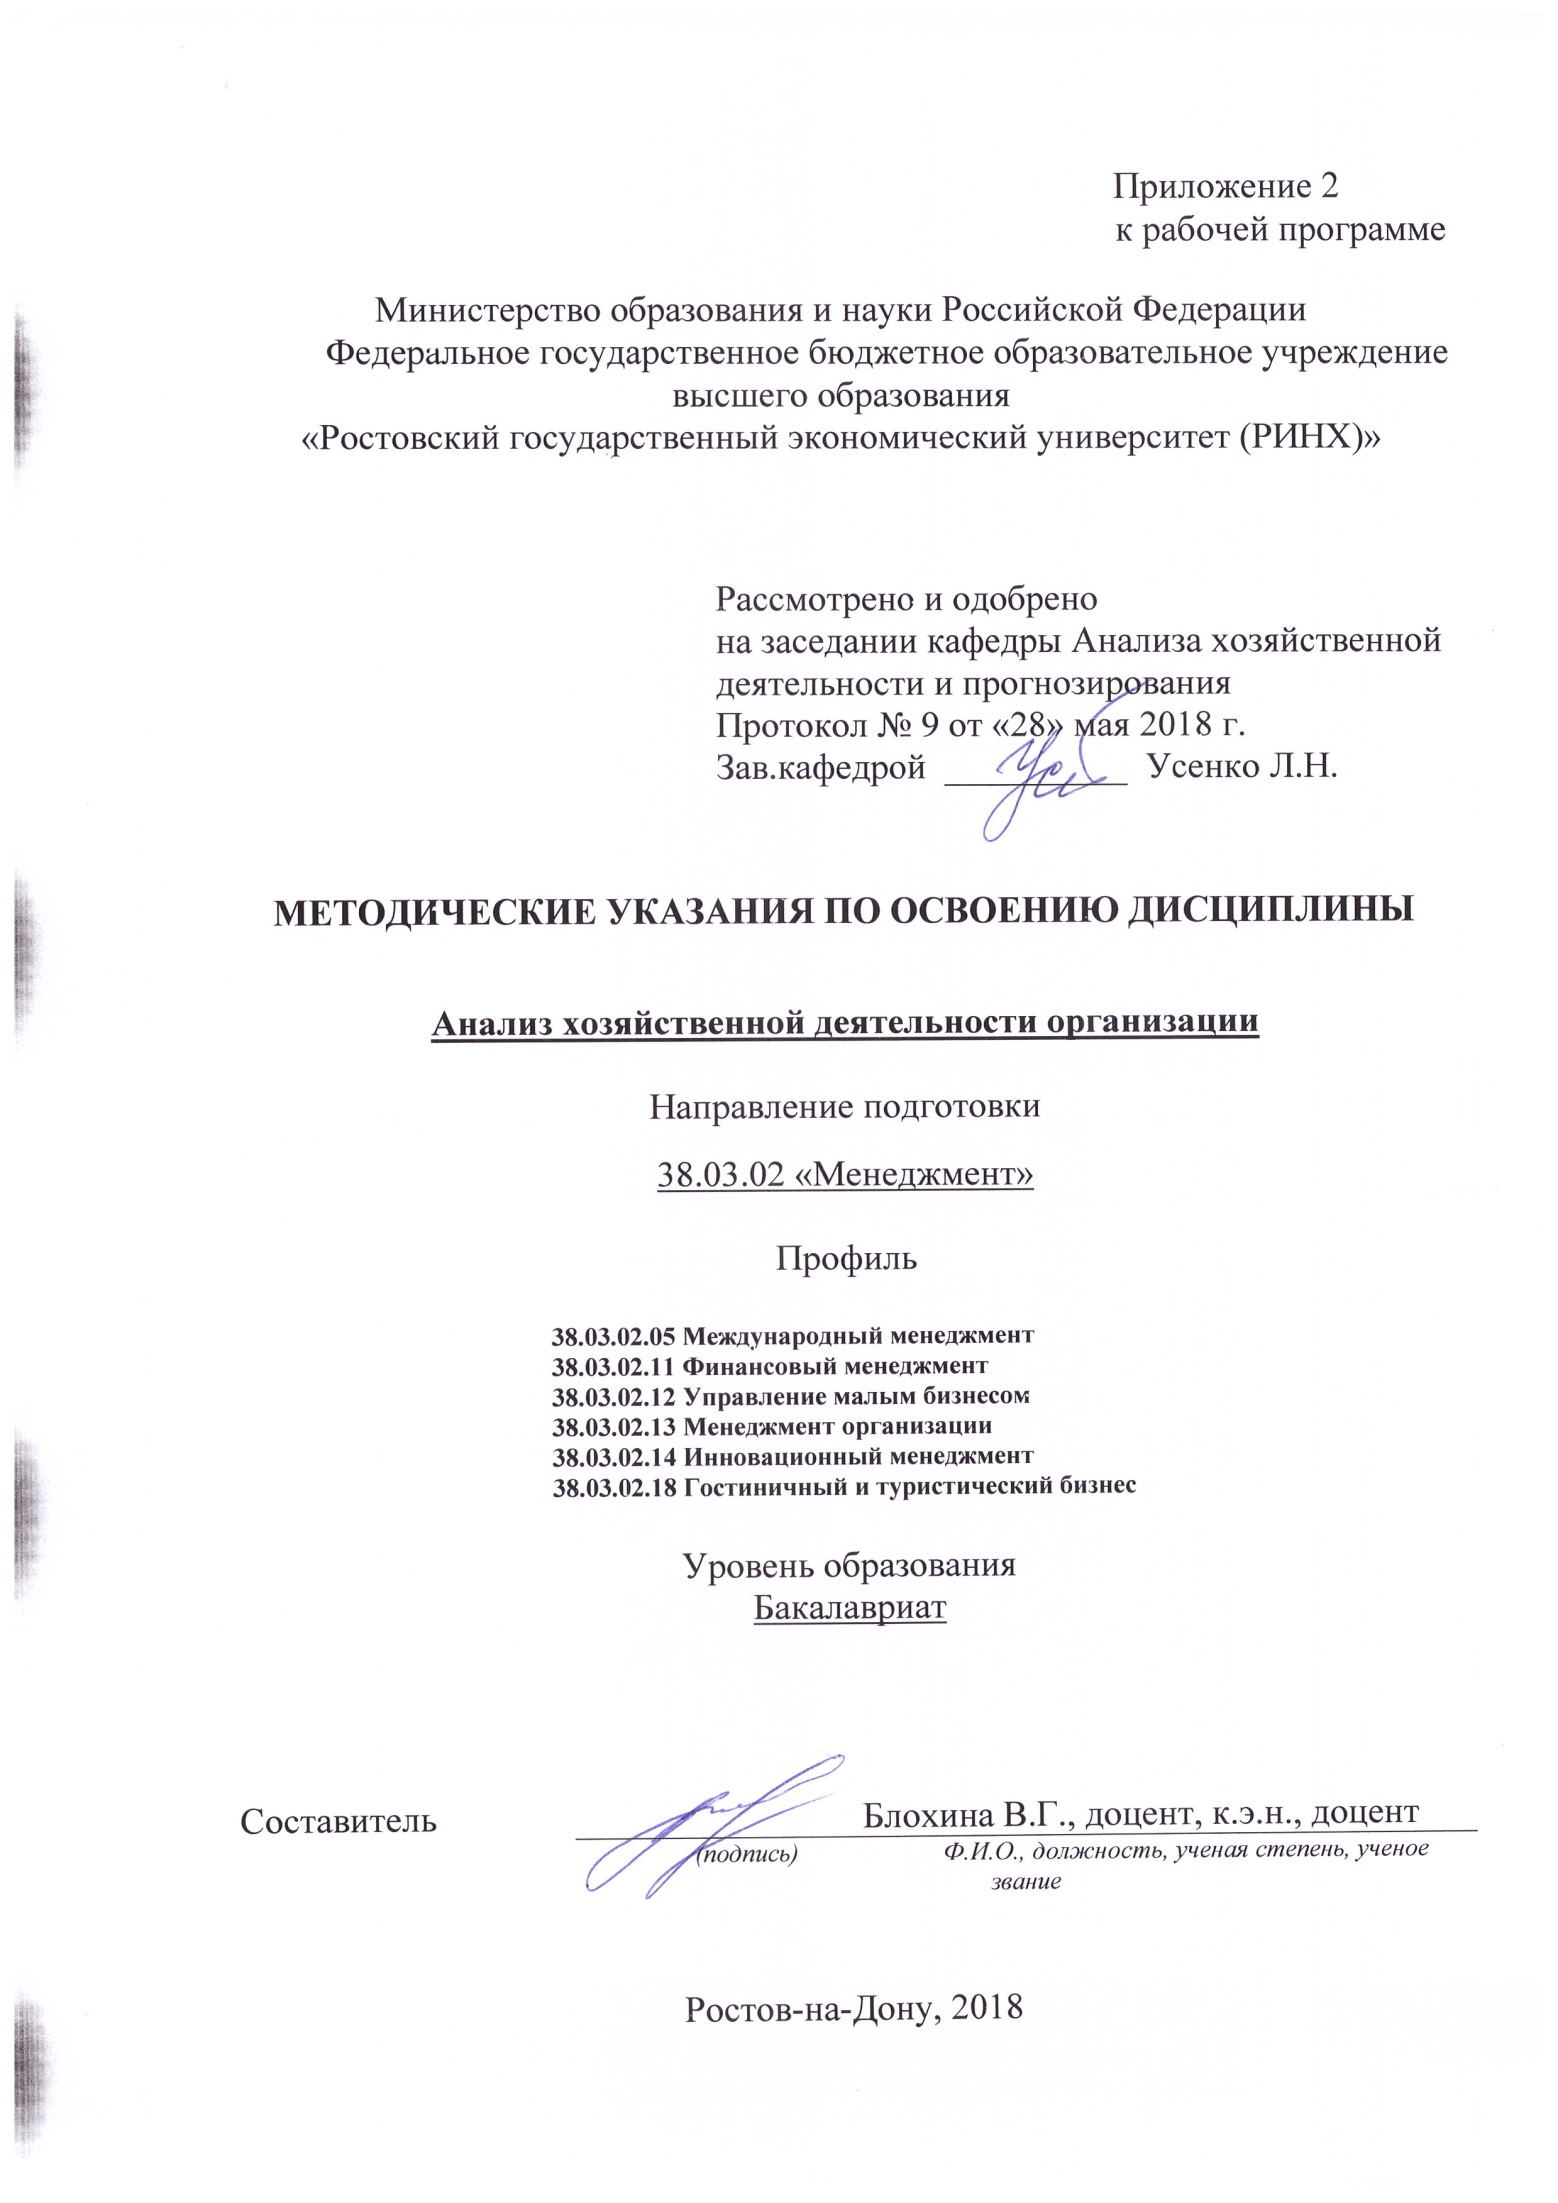 Приложение 2
к рабочей программе
Министерство образования и науки Российской Федерации
Федеральное государственное бюджетное образовательное учреждение
высшего образования
«Ростовский государственный экономический университет (РИНХ)»
Рассмотрено и одобрено
на заседании кафедры Анализа хозяйственной
деятельности и прогнозирования
Протокол № 9 от «28» мая 2018 г.
Зав.кафедрой __________ Усенко Л.Н.
МЕТОДИЧЕСКИЕ УКАЗАНИЯ ПО ОСВОЕНИЮ ДИСЦИПЛИНЫ
Анализ хозяйственной деятельности организации
Направление подготовки
38.03.02 «Менеджмент»
Профиль
38.03.02.05 Международный менеджмент
38.03.02.11 Финансовый менеджмент
38.03.02.12 Управление малым бизнесом
38.03.02.13 Менеджмент организации
38.03.02.14 Инновационный менеджмент
38.03.02.18 Гостиничный и туристический бизнес
Уровень образования
Бакалавриат
Составитель Блохина В.Г., доцент, к.э.н., доцент
(подпись) Ф.И.О., должность, ученая степень, ученое
звание
Ростов-на-Дону, 2018